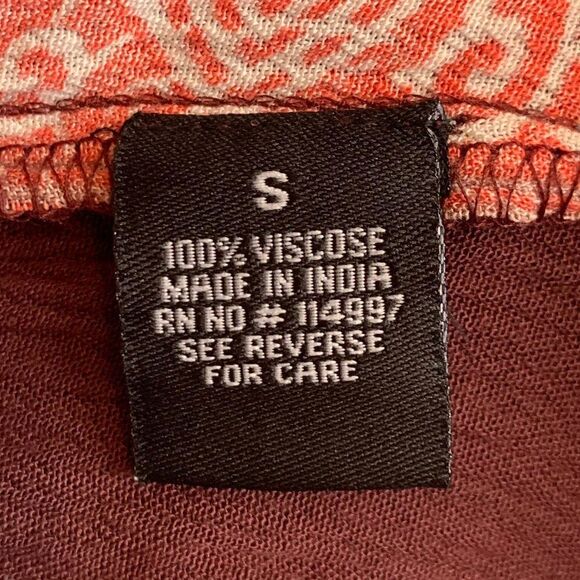 S
100% VISCOSE
MADE IN INDIA
RN NO # 114997
SEE REVERSE
FOR CARE